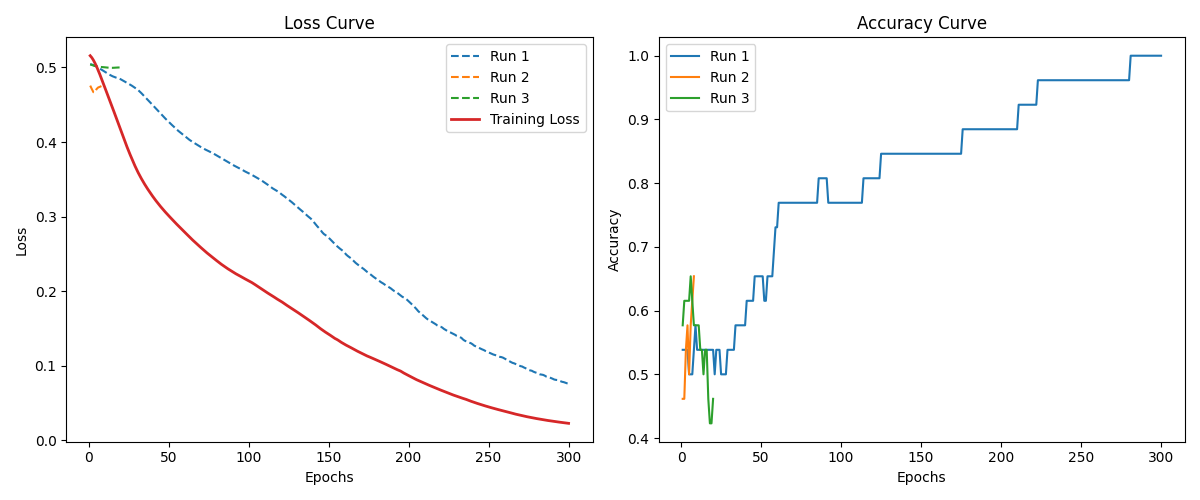 Loss Curve
Loss
0.5
0.4
0.3
0.2
0.1
0.0
0 50 100 150 200 250 300
Epochs
Run 1
Run 2
Run 3
Training Loss
Accuracy Curve
Accuracy
1.0
0.9
0.8
0.7
0.6
0.5
0.4
0 50 100 150 200 250 300
Epochs
Run 1
Run 2
Run 3